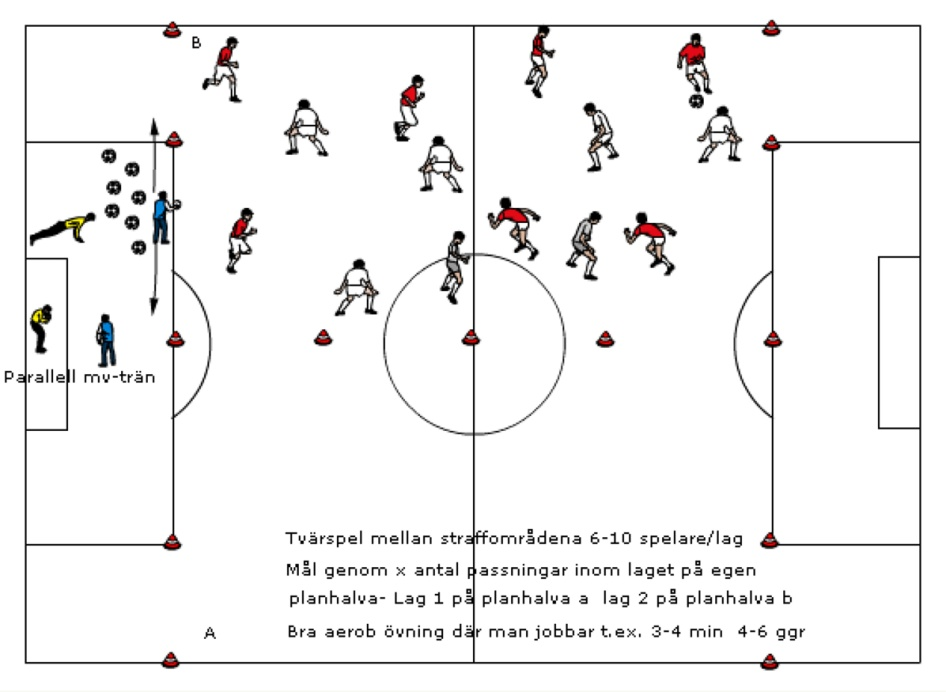 B
Parallell mv-trän
Tvärspel mellan straffområdena 6-10 spelare/lag
Mål genom x antal passningar inom laget på egen
planhalva- Lag 1 på planhalva a lag 2 på planhalva b
A
Bra aerob övning där man jobbar t.ex. 3-4 min 4-6 ggr